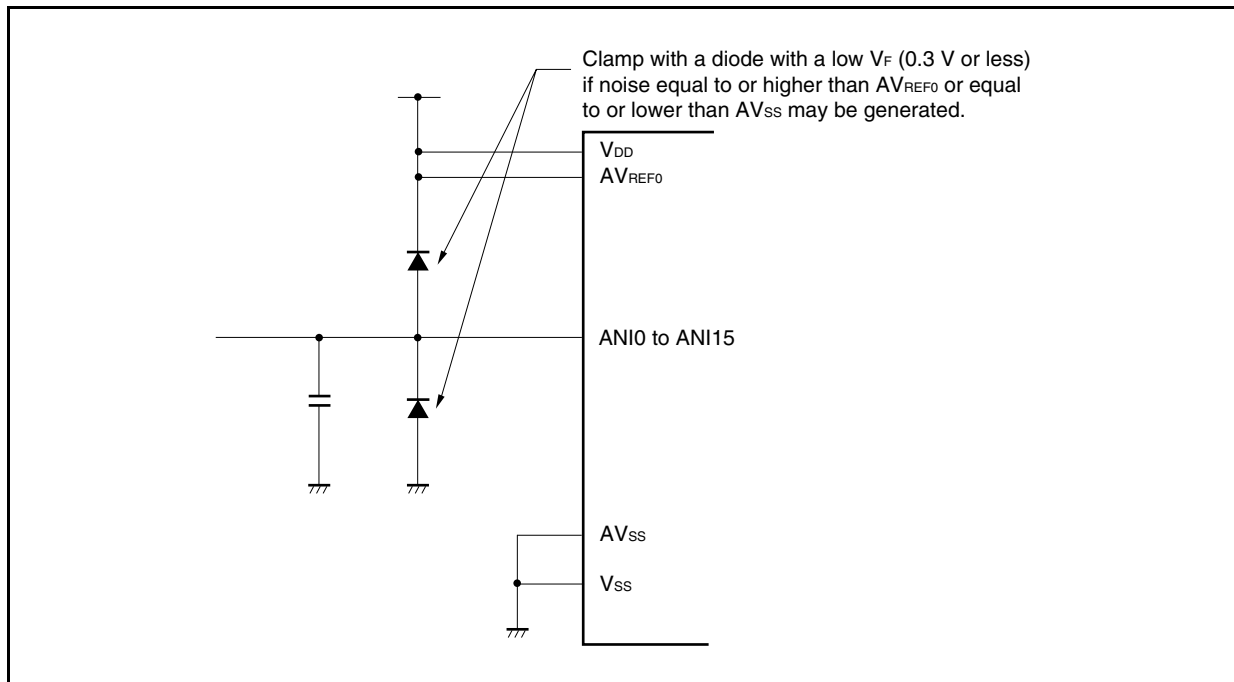 Clamp with a diode with a low VF (0.3 V or less)
if noise equal to or higher than AVREF0 or equal
to or lower than AVSS may be generated.
VDD
AVREF0
ANI0 to ANI15
AVSS
VSS